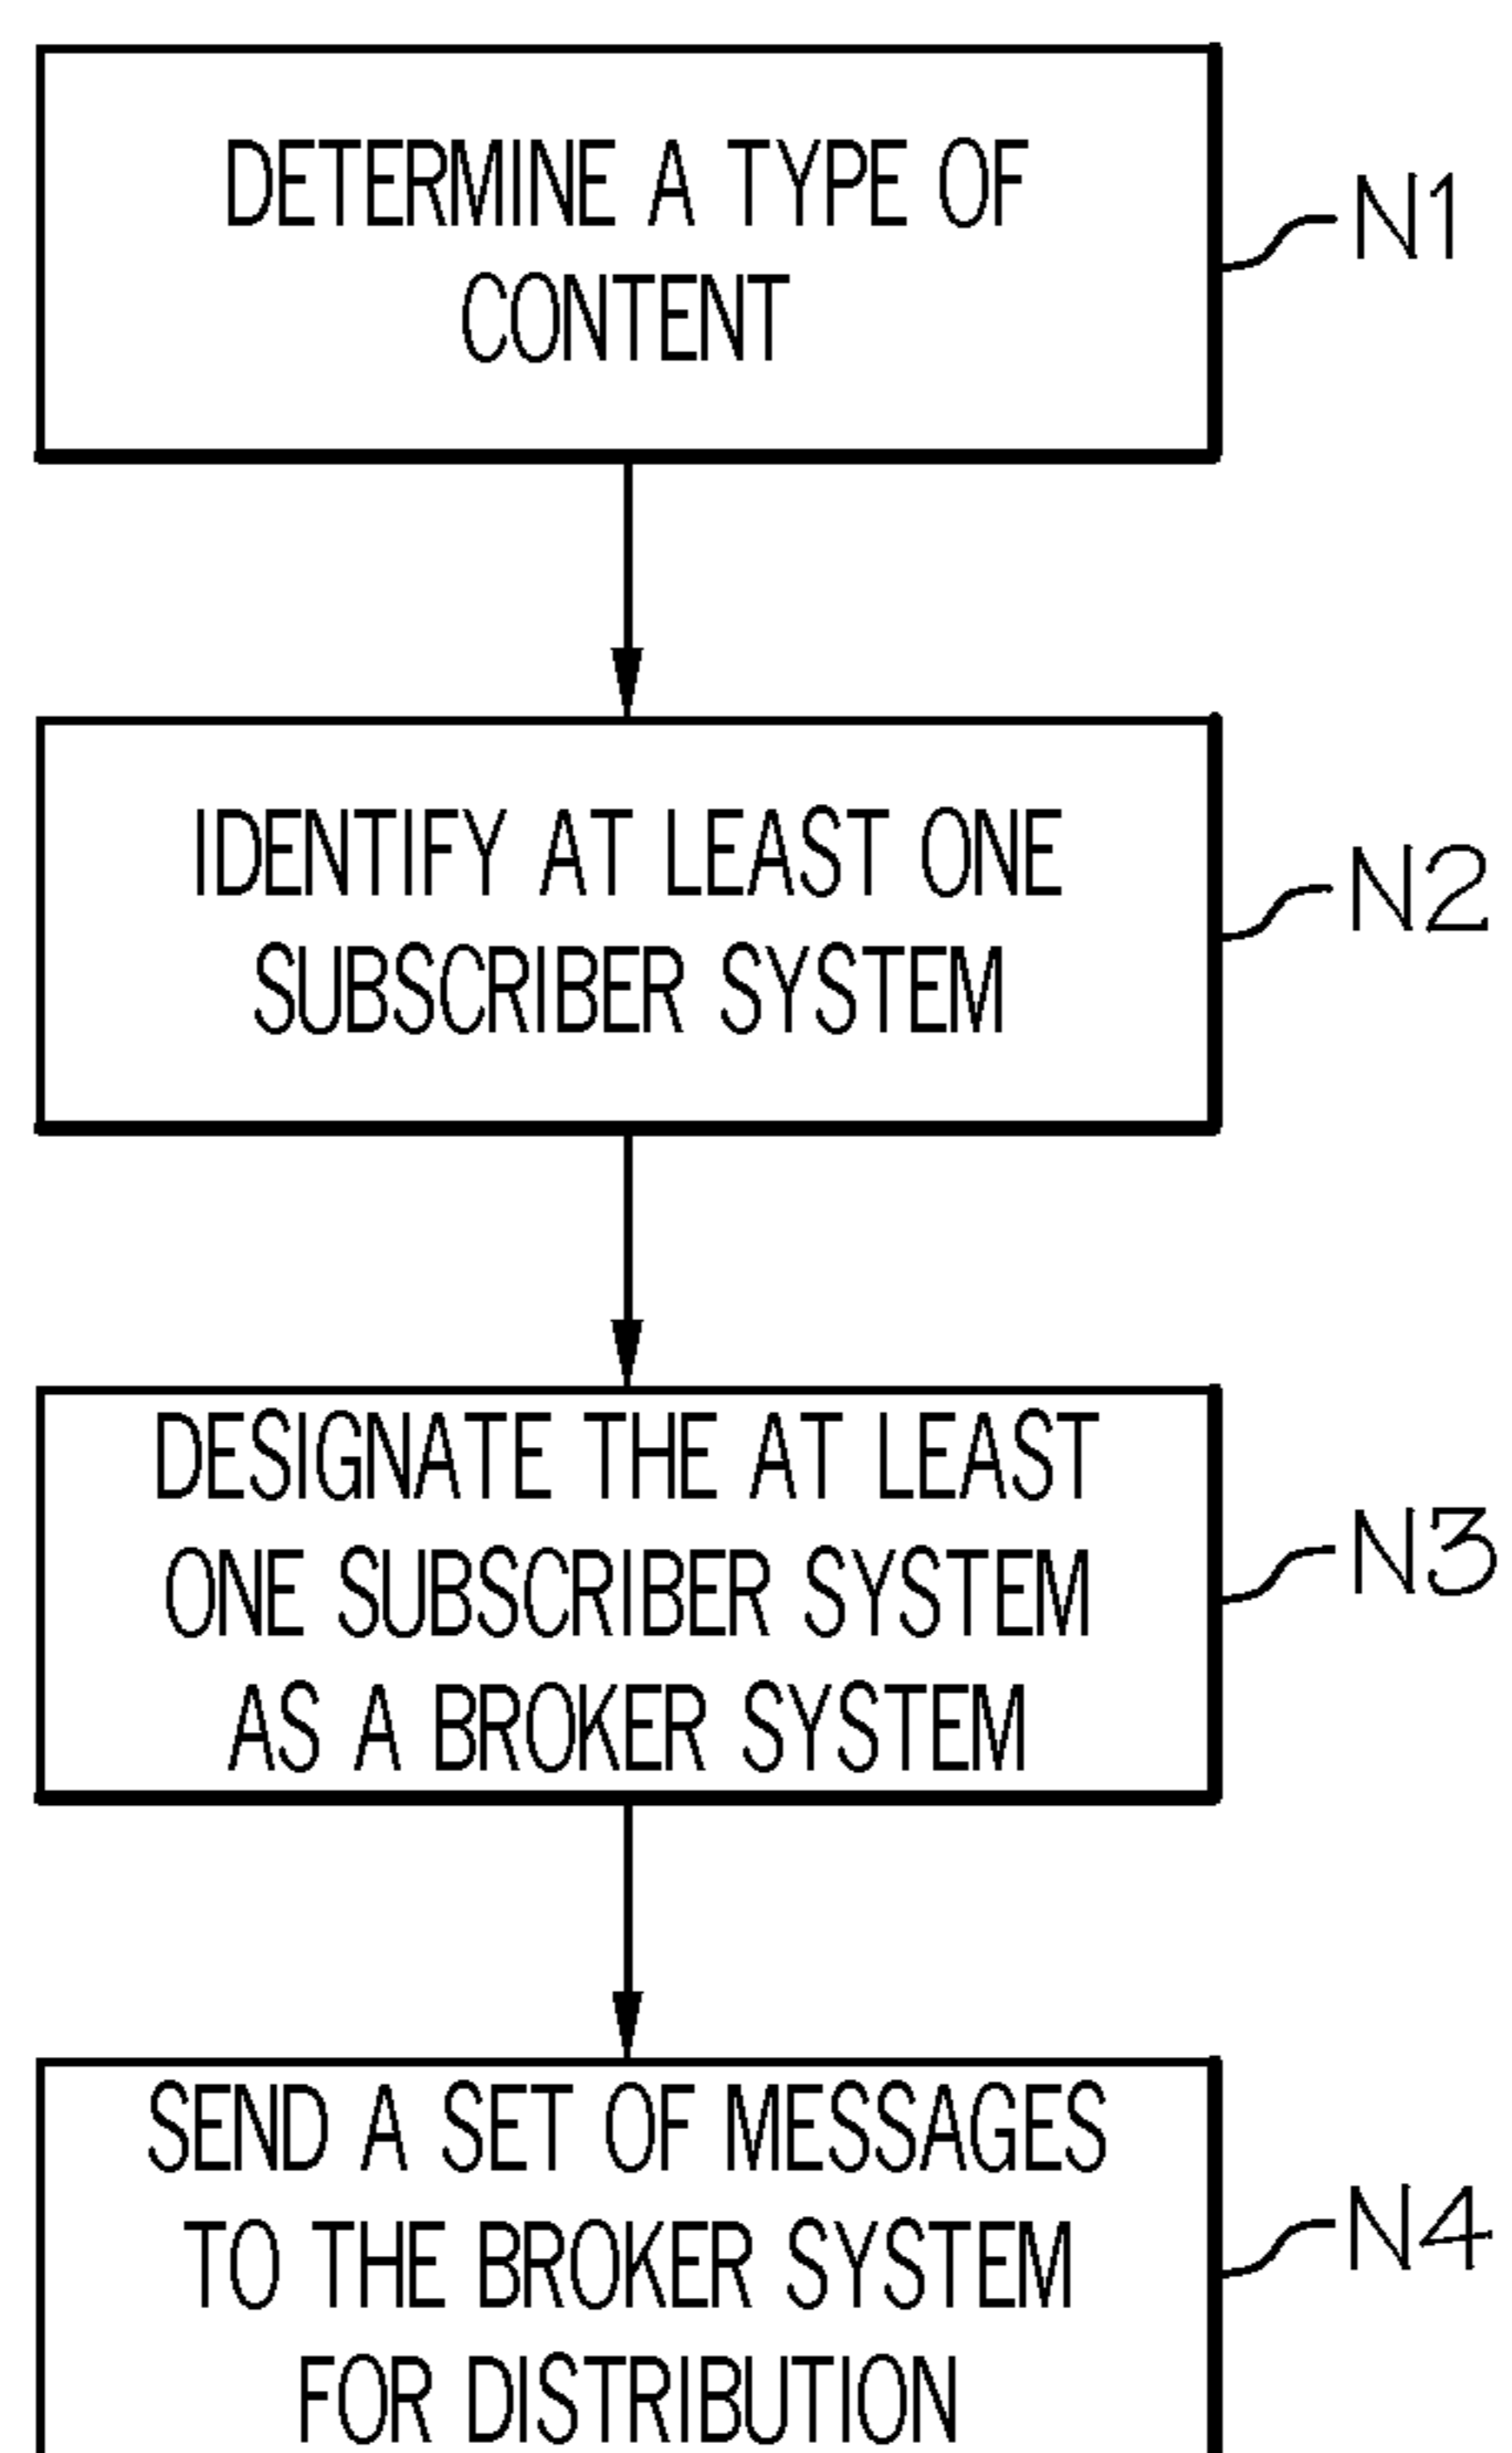 DETERMINE A TYPE OF
CONTENT
N1
IDENTIFY AT LEAST ONE
SUBSCRIBER SYSTEM
N2
DESIGNATE THE AT LEAST
ONE SUBSCRIBER SYSTEM
AS A BROKER SYSTEM
N3
SEND A SET OF MESSAGES
TO THE BROKER SYSTEM
FOR DISTRIBUTION
N4